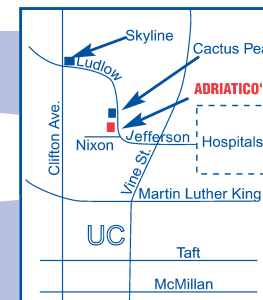 Skyline
Cactus Pea
Ludlow
ADRIATICO'
Clifton Ave.
Jefferson
Nixon
Hospitals
Vine St.
Martin Luther King
UC
Taft
McMillan